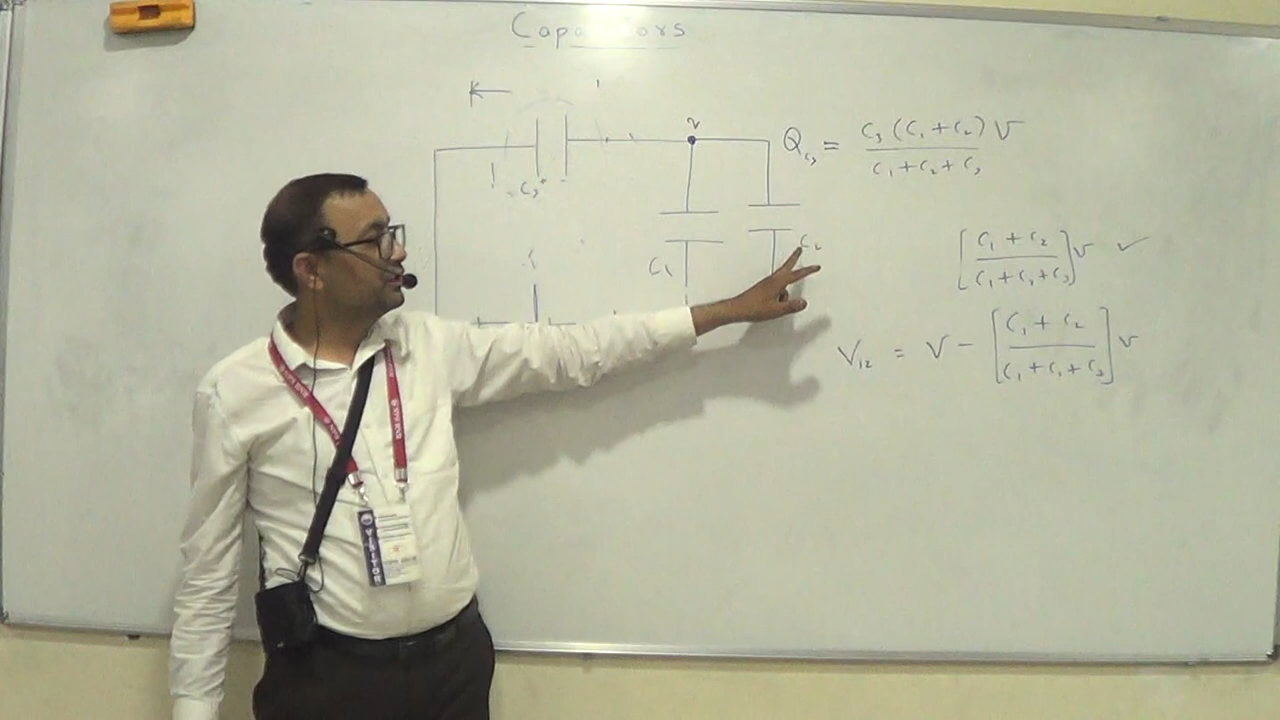 Capacitors
2
C₃
C₁
C₂
Q_C₃ = C₃ (C₁ + C₂) V / C₁ + C₂ + C₃
[C₁ + C₂ / C₁ + C₂ + C₃] V ✓
V₁₂ = V - [C₁ + C₂ / C₁ + C₂ + C₃] V
VISITOR